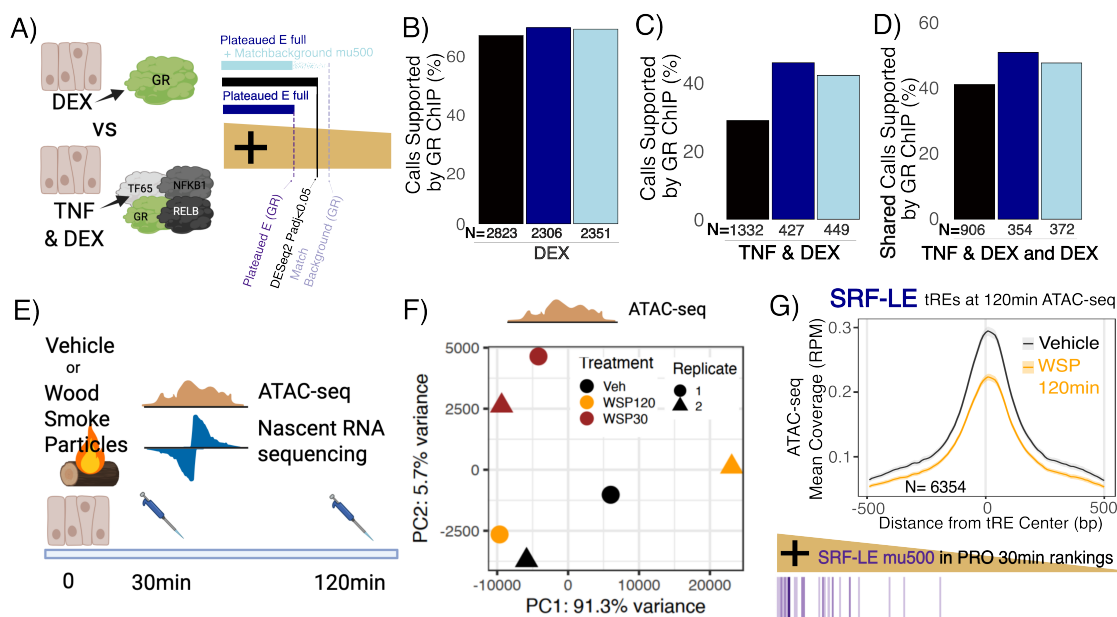 A)
DEX
GR
vs
TNF
& DEX
TF65
NFKB1
GR
RELB
Plateaued E full
+ Matchbackground mu500
Plateaued E full
+
Plateaued E (GR)
DESeq2 Padj<0.05
Match
Background (GR)
B)
Calls Supported
by GR ChIP (%)
60
40
20
0
N=2823 2306 2351
DEX
C)
Calls Supported
by GR ChIP (%)
40
20
0
N=1332 427 449
TNF & DEX
D)
Shared Calls Supported
by GR ChIP (%)
60
40
20
0
N=906 354 372
TNF & DEX and DEX
E)
Vehicle
or
Wood
Smoke
Particles
ATAC-seq
Nascent RNA
sequencing
0 30min 120min
F)
ATAC-seq
PC2: 5.7% variance
5000
2500
0
-2500
-10000 0 10000 20000
PC1: 91.3% variance
Treatment
Veh
WSP120
WSP30
Replicate
1
2
G)
SRF-LE tREs at 120min ATAC-seq
ATAC-seq
Mean Coverage (RPM)
0.3
0.2
0.1
Vehicle
WSP
120min
N= 6354
-500 0 500
Distance from tRE Center (bp)
+ SRF-LE mu500 in PRO 30min rankings